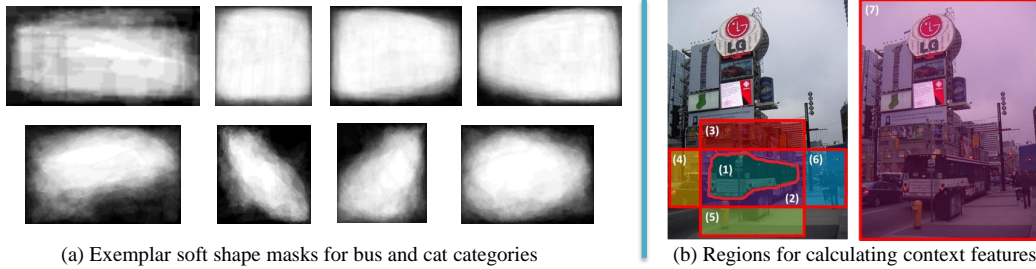 LG
LG
(7)
(3)
(4)
(1)
(6)
(2)
(5)
(a) Exemplar soft shape masks for bus and cat categories
(b) Regions for calculating context features